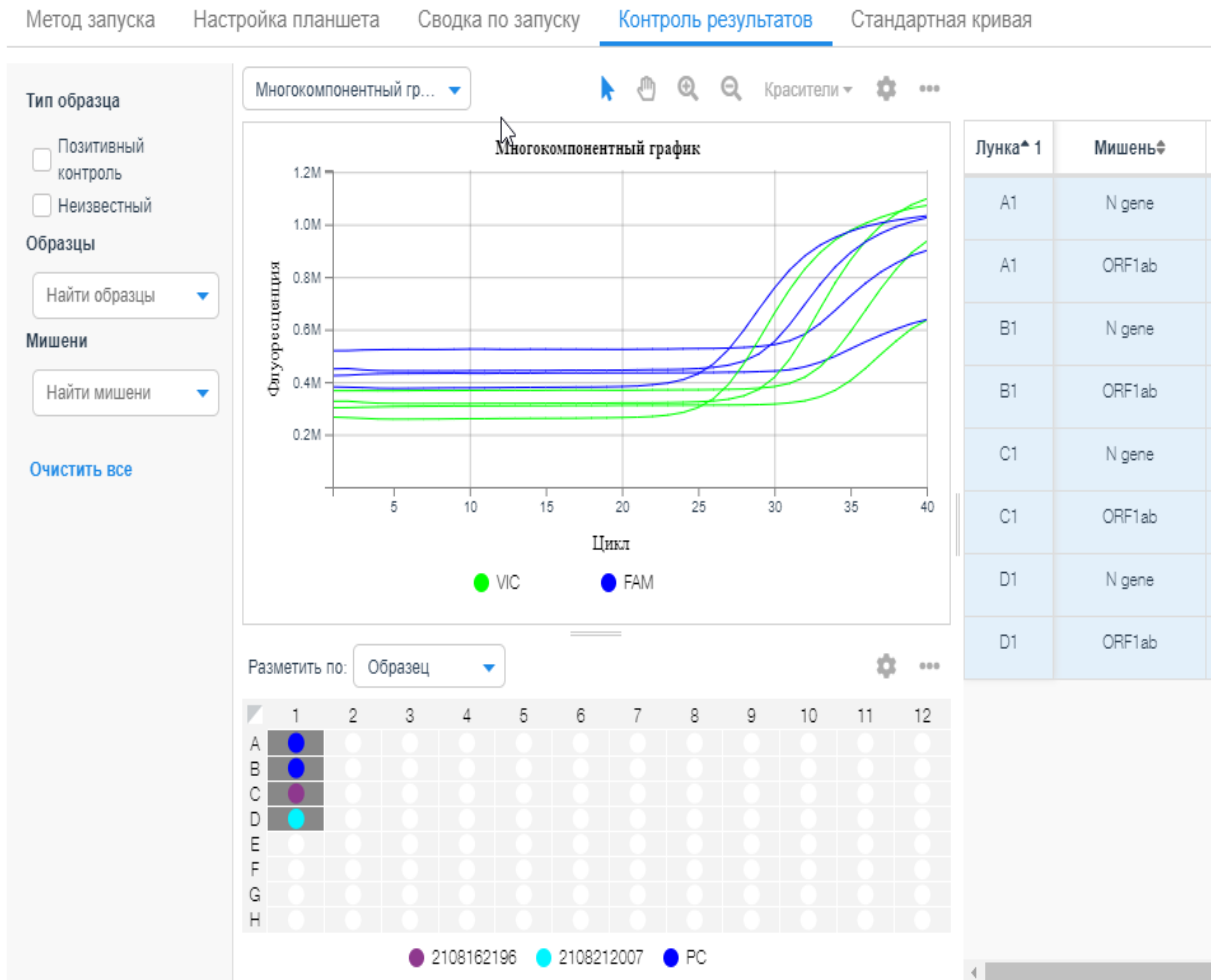 Метод запуска Настройка планшета Сводка по запуску Контроль результатов Стандартная кривая
Тип образца
Позитивный
контроль
Неизвестный
Образцы
Найти образцы
Мишени
Найти мишени
Очистить все
Многокомпонентный гр...
Красители
Многокомпонентный график
Флуоресценция
1.2M
1.0M
0.8M
0.6M
0.4M
0.2M
5 10 15 20 25 30 35 40
Цикл
VIC FAM
Разметить по: Образец
1 2 3 4 5 6 7 8 9 10 11 12
A
B
C
D
E
F
G
H
2108162196 2108212007 PC
Лунка 1 Мишень
A1 N gene
A1 ORF1ab
B1 N gene
B1 ORF1ab
C1 N gene
C1 ORF1ab
D1 N gene
D1 ORF1ab